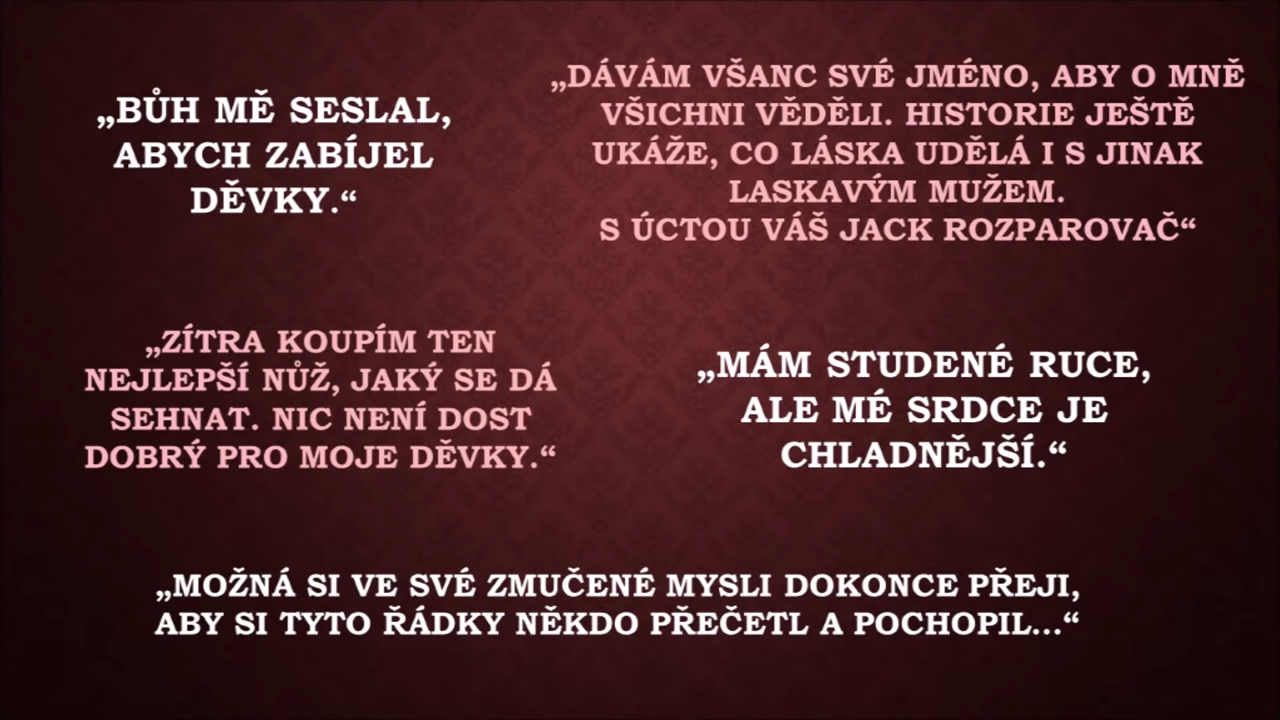 „BŮH MĚ SESLAL,
ABYCH ZABÍJEL
DĚVKY.“
„DÁVÁM VŠANC SVÉ JMÉNO, ABY O MNĚ
VŠICHNI VĚDĚLI. HISTORIE JEŠTĚ
UKÁŽE, CO LÁSKA UDĚLÁ I S JINAK
LASKAVÝM MUŽEM.
S ÚCTOU VÁŠ JACK ROZPAROVAČ“
„ZÍTRA KOUPÍM TEN
NEJLEPŠÍ NŮŽ, JAKÝ SE DÁ
SEHNAT. NIC NENÍ DOST
DOBRÝ PRO MOJE DĚVKY.“
„MÁM STUDENÉ RUCE,
ALE MÉ SRDCE JE
CHLADNĚJŠÍ.“
„MOŽNÁ SI VE SVÉ ZMUČENÉ MYSLI DOKONCE PŘEJI,
ABY SI TYTO ŘÁDKY NĚKDO PŘEČETL A POCHOPIL...“